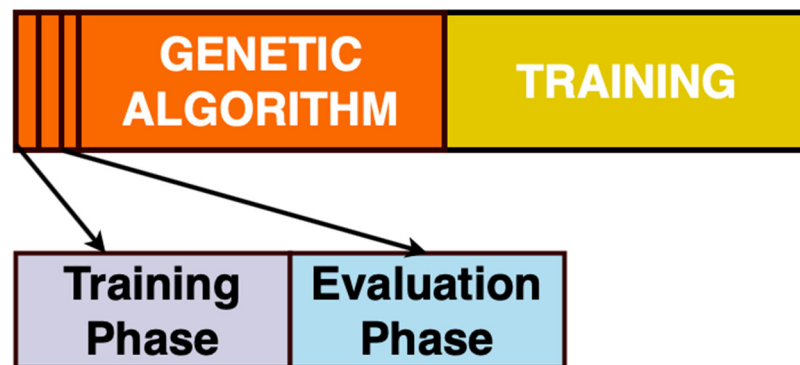 GENETIC
ALGORITHM
TRAINING
Training
Phase
Evaluation
Phase